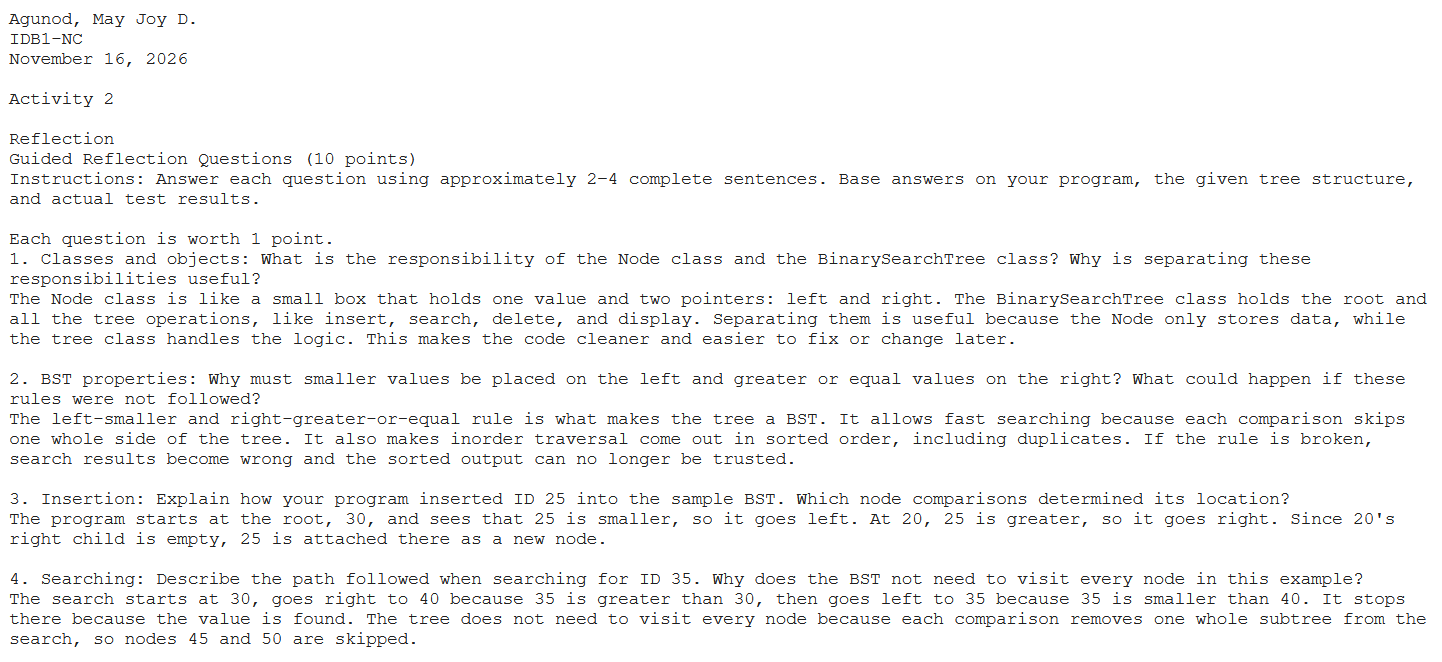 Agunod, May Joy D.
IDB1-NC
November 16, 2026
Activity 2
Reflection
Guided Reflection Questions (10 points)
Instructions: Answer each question using approximately 2-4 complete sentences. Base answers on your program, the given tree structure,
and actual test results.
Each question is worth 1 point.
1. Classes and objects: What is the responsibility of the Node class and the BinarySearchTree class? Why is separating these
responsibilities useful?
The Node class is like a small box that holds one value and two pointers: left and right. The BinarySearchTree class holds the root and
all the tree operations, like insert, search, delete, and display. Separating them is useful because the Node only stores data, while
the tree class handles the logic. This makes the code cleaner and easier to fix or change later.
2. BST properties: Why must smaller values be placed on the left and greater or equal values on the right? What could happen if these
rules were not followed?
The left-smaller and right-greater-or-equal rule is what makes the tree a BST. It allows fast searching because each comparison skips
one whole side of the tree. It also makes inorder traversal come out in sorted order, including duplicates. If the rule is broken,
search results become wrong and the sorted output can no longer be trusted.
3. Insertion: Explain how your program inserted ID 25 into the sample BST. Which node comparisons determined its location?
The program starts at the root, 30, and sees that 25 is smaller, so it goes left. At 20, 25 is greater, so it goes right. Since 20's
right child is empty, 25 is attached there as a new node.
4. Searching: Describe the path followed when searching for ID 35. Why does the BST not need to visit every node in this example?
The search starts at 30, goes right to 40 because 35 is greater than 30, then goes left to 35 because 35 is smaller than 40. It stops
there because the value is found. The tree does not need to visit every node because each comparison removes one whole subtree from the
search, so nodes 45 and 50 are skipped.